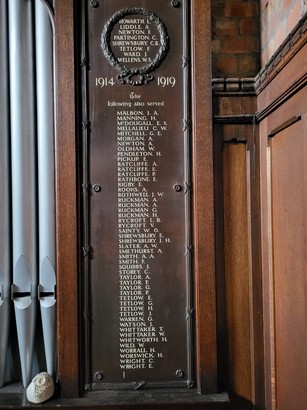 HOWARTH. L.
LIDDLE. A.
NEWTON. E.
PARTINGTON. C.
SHREWSBURY. C.B.
TETLOW. F.
WARD. J.
WELLENS. W.S.
1914 1919
The
following also served
MALBON. J. A.
MANNING. H.
McDOUGALL. E. S.
MELLALIEU. C. W.
MITCHELL. G. E.
MORGAN. A.
NEWTON. A.
OLDHAM. W.
PENDLETON. H.
PICKUP. E.
RATCLIFFE. A.
RATCLIFFE. E.
RATCLIFFE. P.
RATHBONE. E.
RIGBY. E.
ROOKS. A.
ROTHWELL. J. W.
RUCKMAN. A.
RUCKMAN. A.
RUCKMAN. G.
RUCKMAN. H.
RYCROFT. L. B.
RYCROFT. V.
SAINTY. W. O.
SHREWSBURY. E.
SHREWSBURY. J. H.
SLATER. A. W.
SMITHURST. A.
SMITH. A. A.
SMITH. F.
SQUIBBS. J.
STOREY. C.
TAYLOR. A.
TAYLOR. F.
TAYLOR. G.
TAYLOR. P.
TETLOW. E.
TETLOW. G.
TETLOW. H.
TETLOW. J.
WARREN. G.
WATSON. J.
WHITTAKER. T.
WHITTAKER. W.
WHITWORTH. H.
WILD. W.
WORRALL. H.
WORSWICK. H.
WRIGHT. C.
WRIGHT. E.